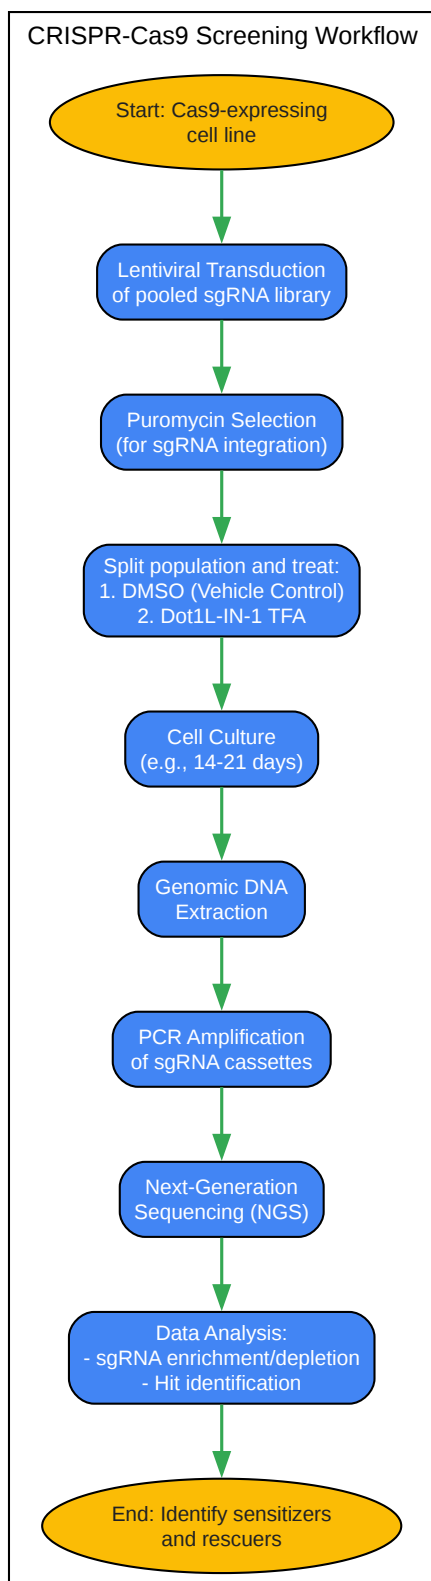 CRISPR-Cas9 Screening Workflow
Start: Cas9-expressing
cell line
Lentiviral Transduction
of pooled sgRNA library
Puromycin Selection
(for sgRNA integration)
Split population and treat:
1. DMSO (Vehicle Control)
2. Dot1L-IN-1 TFA
Cell Culture
(e.g., 14-21 days)
Genomic DNA
Extraction
PCR Amplification
of sgRNA cassettes
Next-Generation
Sequencing (NGS)
Data Analysis:
- sgRNA enrichment/depletion
- Hit identification
End: Identify sensitizers
and rescuers